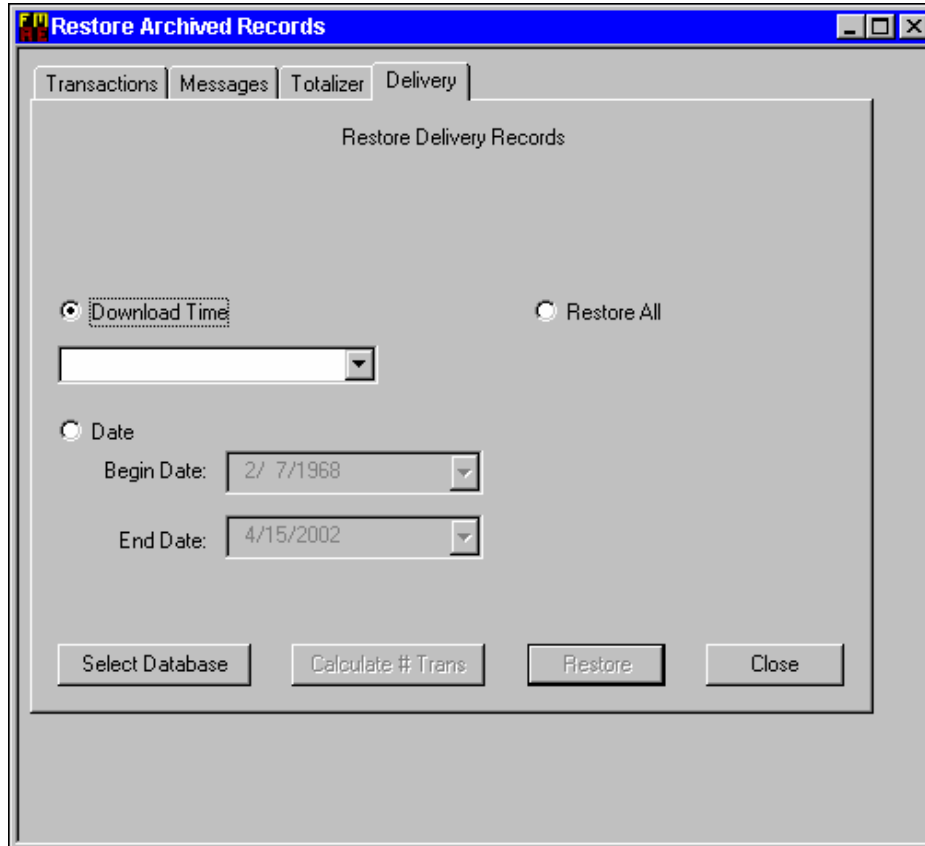 Restore Archived Records
Transactions Messages Totalizer Delivery
Restore Delivery Records
Download Time Restore All
Date
Begin Date: 2/ 7/1968
End Date: 4/15/2002
Select Database Calculate # Trans Restore Close